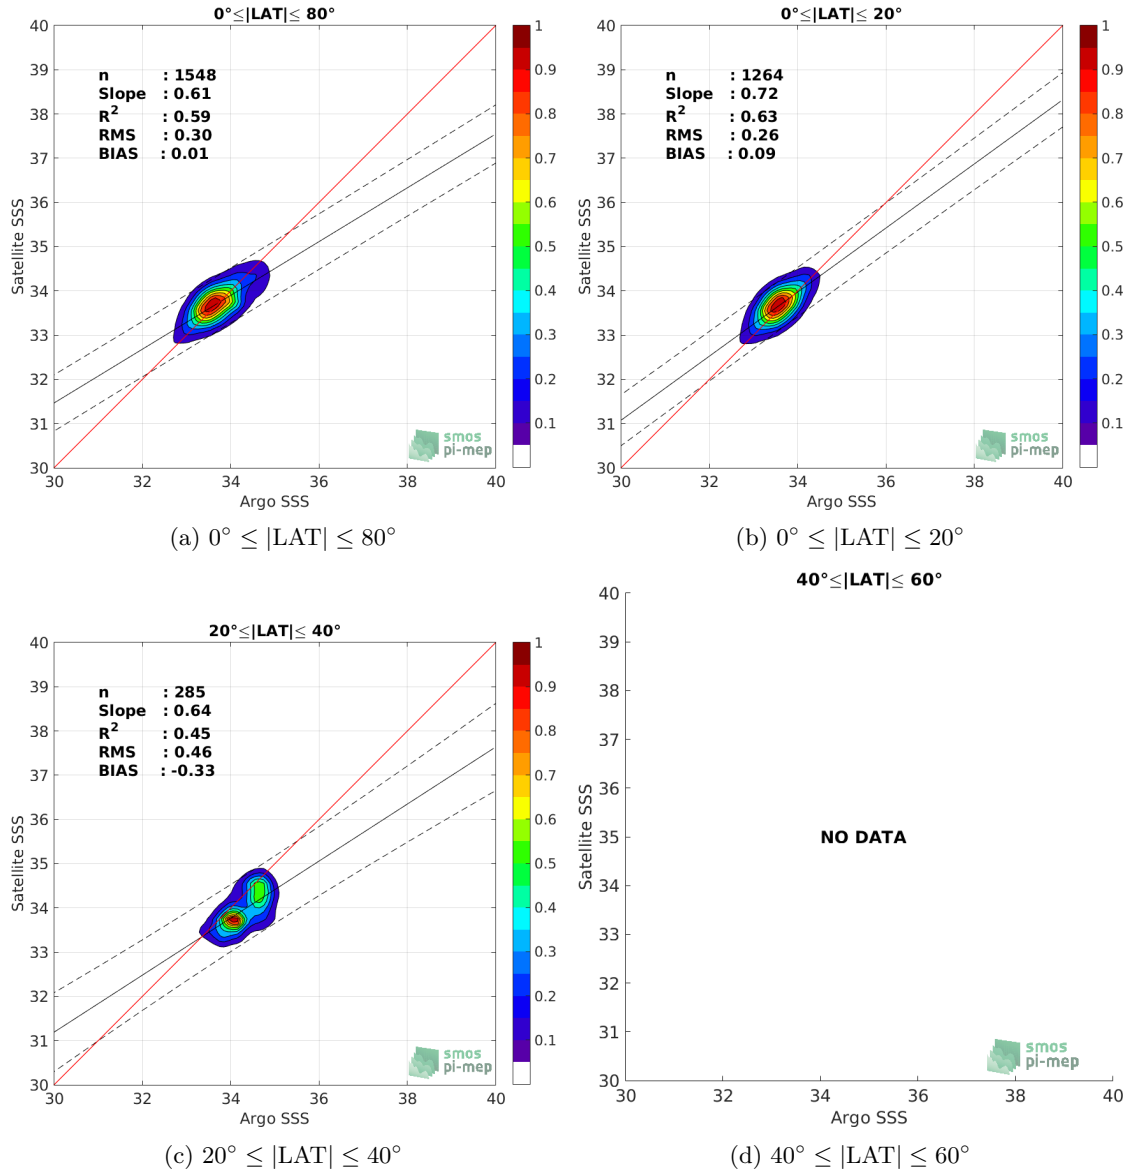 0°≤|LAT|≤ 80°
40
39
38
37
36
35
34
33
32
31
30
Satellite SSS
n : 1548
Slope : 0.61
R² : 0.59
RMS : 0.30
BIAS : 0.01
smos
pi-mep
30 32 34 36 38 40
Argo SSS
1
0.9
0.8
0.7
0.6
0.5
0.4
0.3
0.2
0.1
(a) 0° ≤ |LAT| ≤ 80°
0°≤|LAT|≤ 20°
40
39
38
37
36
35
34
33
32
31
30
Satellite SSS
n : 1264
Slope : 0.72
R² : 0.63
RMS : 0.26
BIAS : 0.09
smos
pi-mep
30 32 34 36 38 40
Argo SSS
1
0.9
0.8
0.7
0.6
0.5
0.4
0.3
0.2
0.1
(b) 0° ≤ |LAT| ≤ 20°
20°≤|LAT|≤ 40°
40
39
38
37
36
35
34
33
32
31
30
Satellite SSS
n : 285
Slope : 0.64
R² : 0.45
RMS : 0.46
BIAS : -0.33
smos
pi-mep
30 32 34 36 38 40
Argo SSS
1
0.9
0.8
0.7
0.6
0.5
0.4
0.3
0.2
0.1
(c) 20° ≤ |LAT| ≤ 40°
40°≤|LAT|≤ 60°
40
39
38
37
36
35
34
33
32
31
30
Satellite SSS
NO DATA
smos
pi-mep
30 32 34 36 38 40
Argo SSS
(d) 40° ≤ |LAT| ≤ 60°